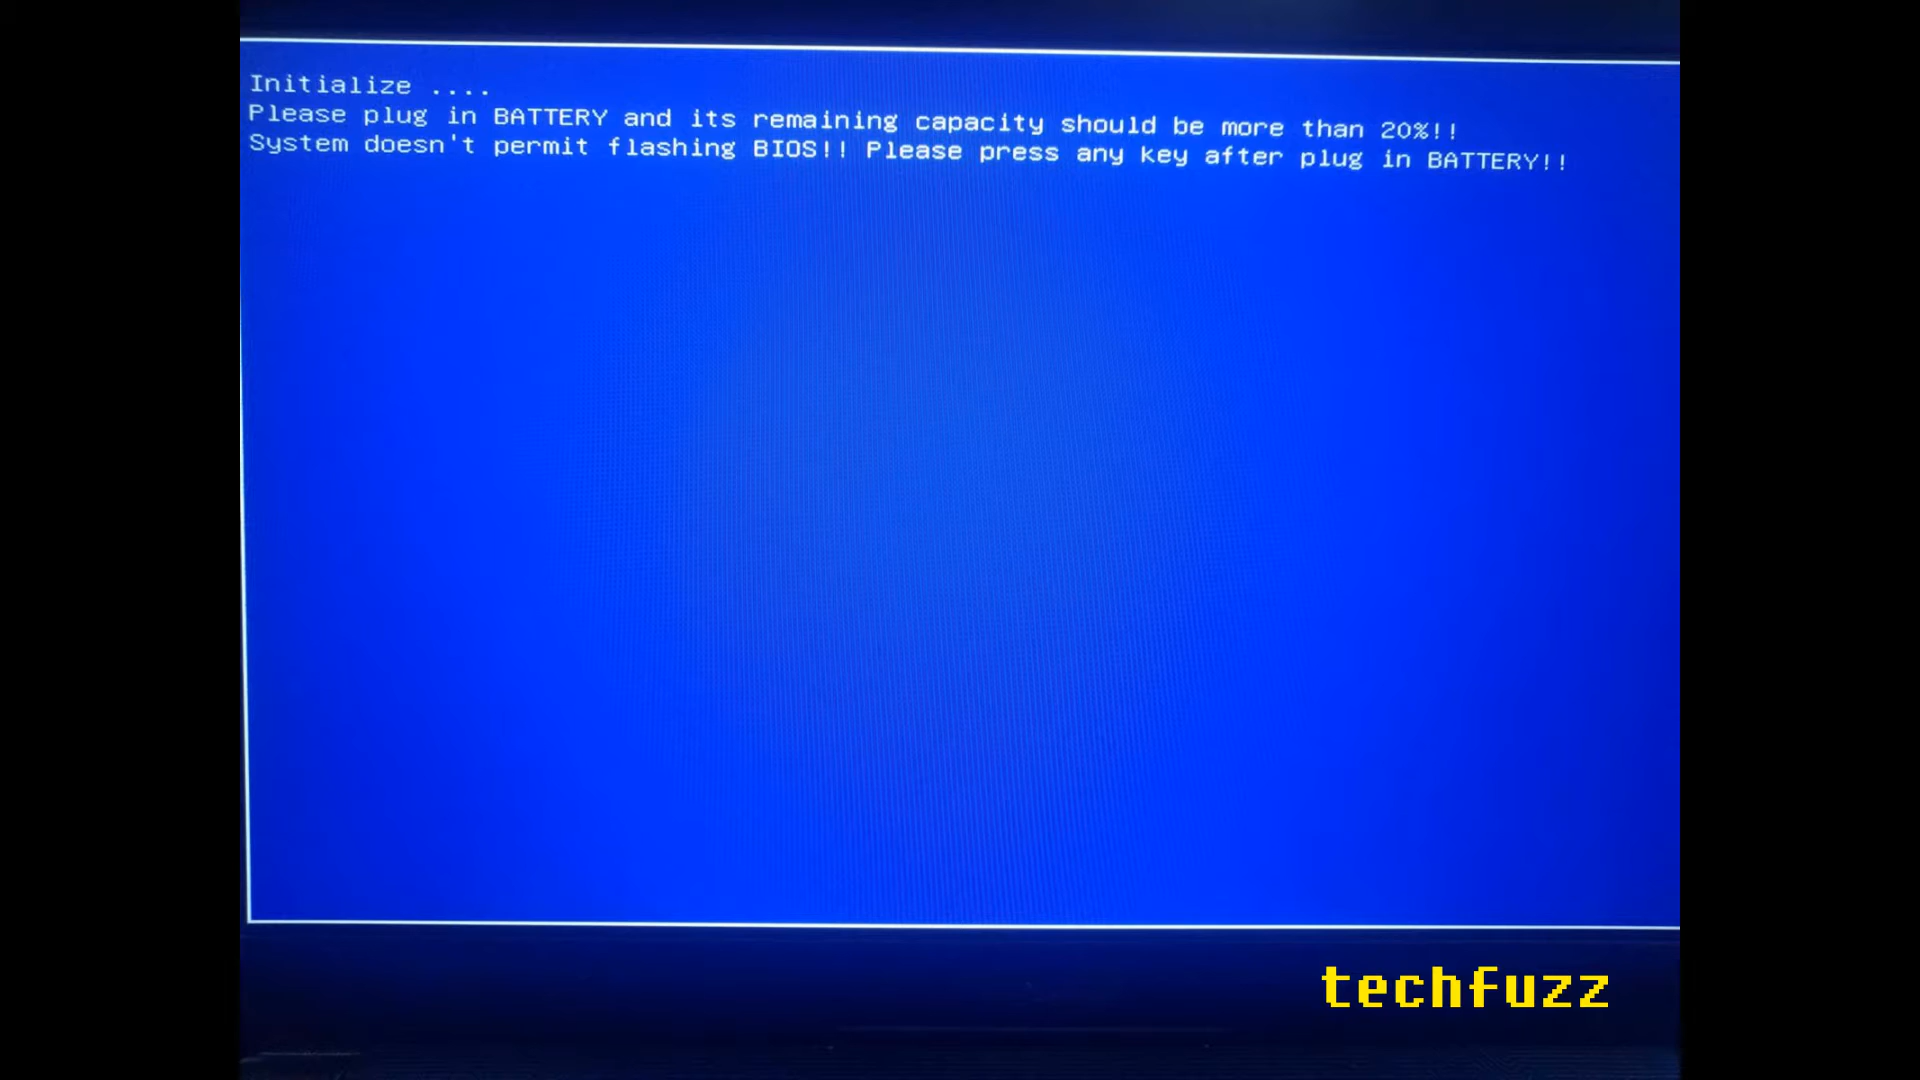 Initialize ....
Please plug in BATTERY and its remaining capacity should be more than 20%!!
System doesn't permit flashing BIOS!! Please press any key after plug in BATTERY!!
techfuzz